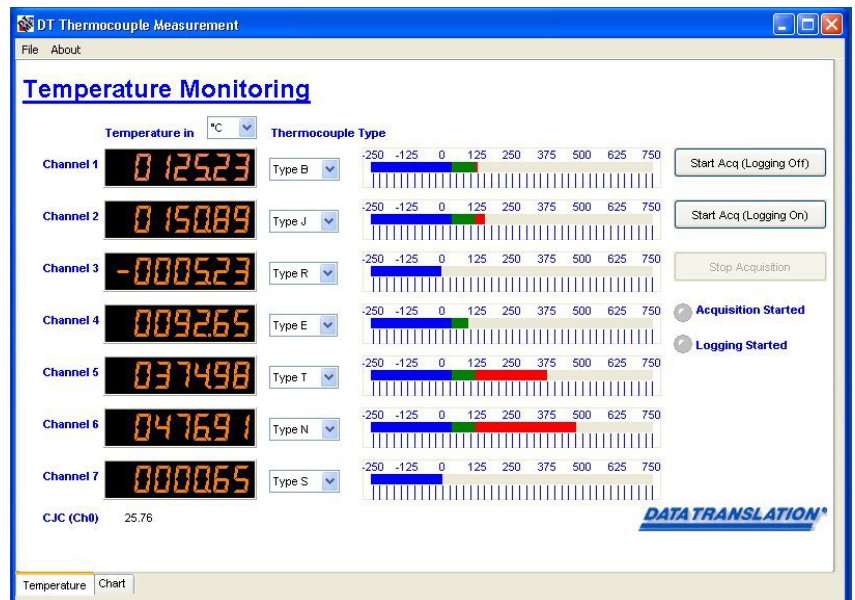 DT Thermocouple Measurement
File About
Temperature Monitoring
Temperature in °C Thermocouple Type
Channel 1 0125.23 Type B -250 -125 0 125 250 375 500 625 750 Start Acq (Logging Off)
Channel 2 0150.89 Type J -250 -125 0 125 250 375 500 625 750 Start Acq (Logging On)
Channel 3 -0005.23 Type R -250 -125 0 125 250 375 500 625 750 Stop Acquisition
Channel 4 0092.65 Type E -250 -125 0 125 250 375 500 625 750 Acquisition Started
Logging Started
Channel 5 0374.98 Type T -250 -125 0 125 250 375 500 625 750
Channel 6 0476.91 Type N -250 -125 0 125 250 375 500 625 750
Channel 7 0000.65 Type S -250 -125 0 125 250 375 500 625 750
CJC (Ch0) 25.76 DATA TRANSLATION®
Temperature Chart